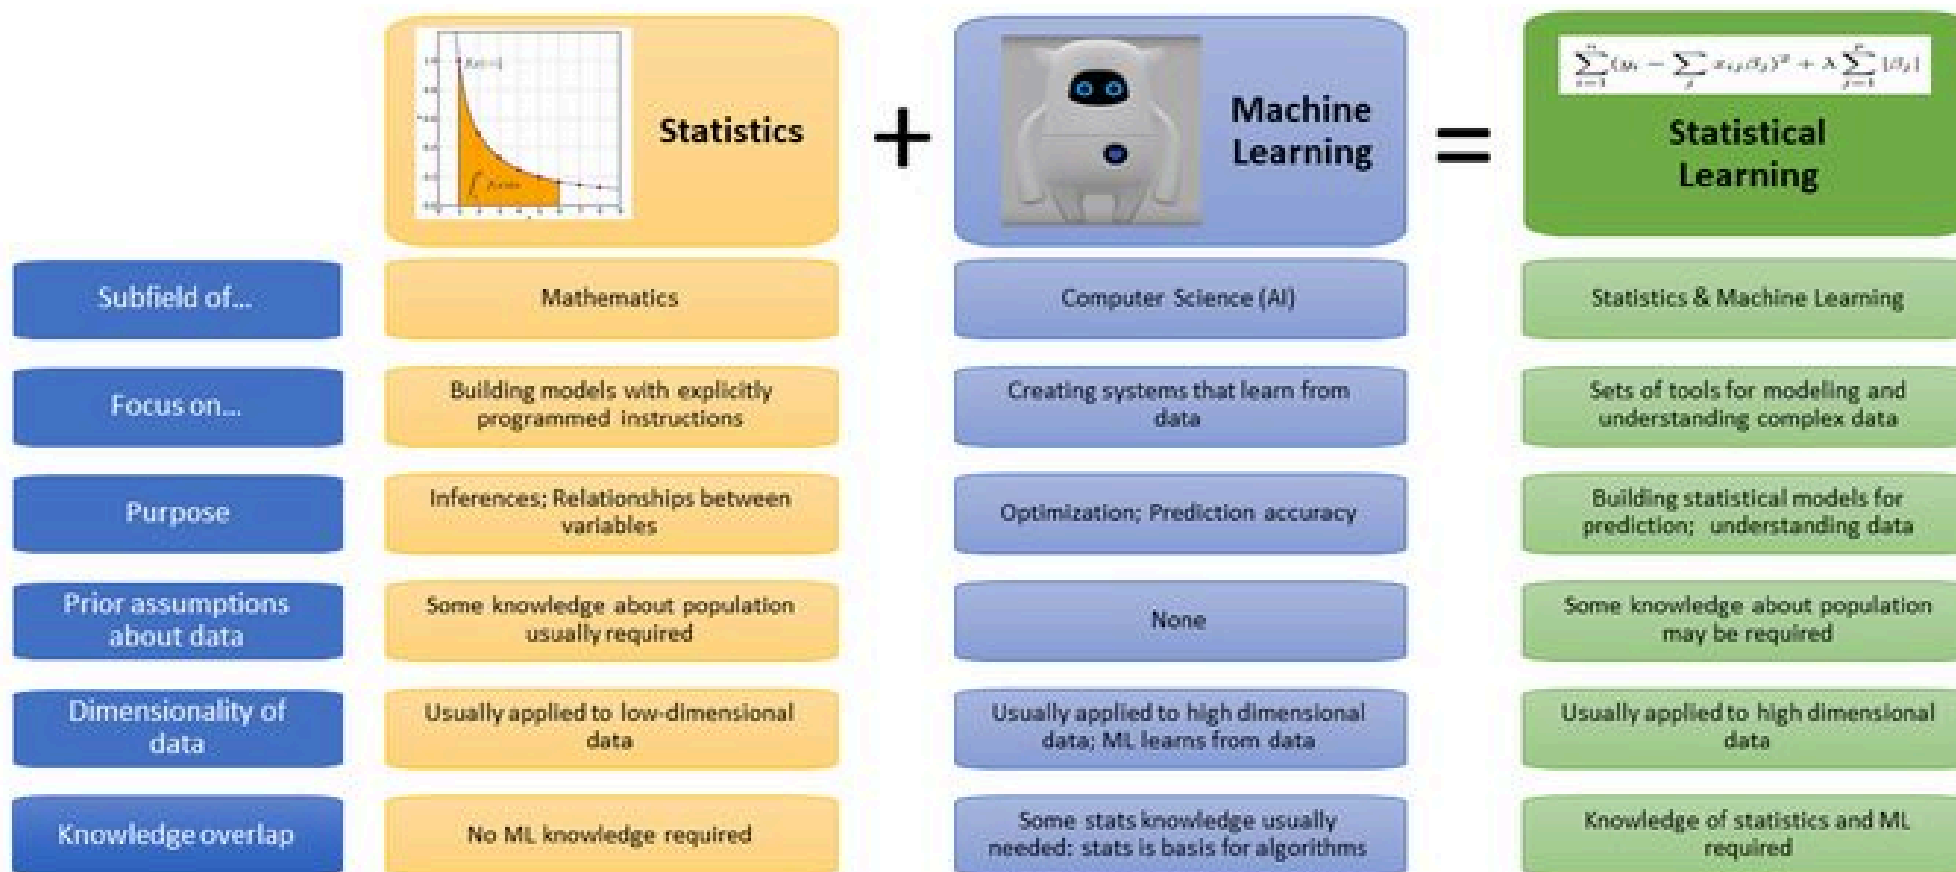 Statistics
+
Machine
Learning
=
Statistical
Learning
Subfield of...
Mathematics
Computer Science (AI)
Statistics & Machine Learning
Focus on...
Building models with explicitly
programmed instructions
Creating systems that learn from
data
Sets of tools for modeling and
understanding complex data
Purpose
Inferences; Relationships between
variables
Optimization; Prediction accuracy
Building statistical models for
prediction; understanding data
Prior assumptions
about data
Some knowledge about population
usually required
None
Some knowledge about population
may be required
Dimensionality of
data
Usually applied to low-dimensional
data
Usually applied to high dimensional
data; ML learns from data
Usually applied to high dimensional
data
Knowledge overlap
No ML knowledge required
Some stats knowledge usually
needed: stats is basis for algorithms
Knowledge of statistics and ML
required